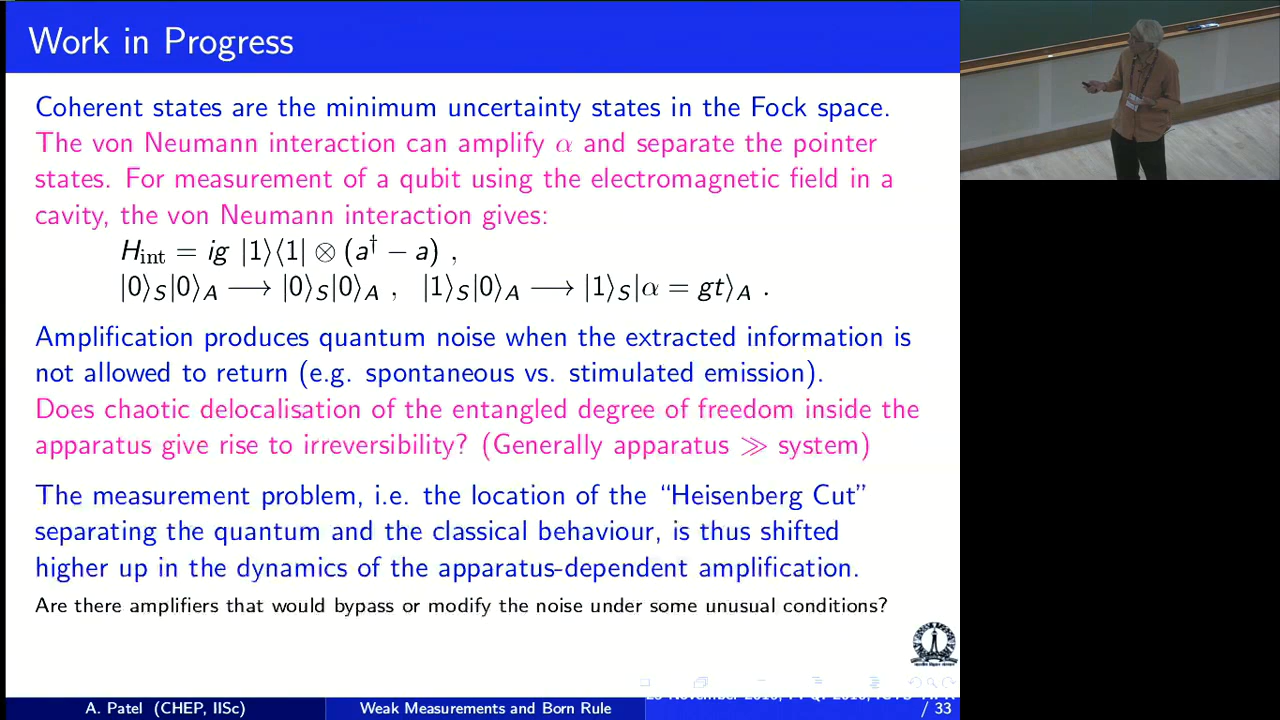 Work in Progress
Coherent states are the minimum uncertainty states in the Fock space.
The von Neumann interaction can amplify α and separate the pointer
states. For measurement of a qubit using the electromagnetic field in a
cavity, the von Neumann interaction gives:
H_int = ig |1⟩⟨1| ⊗ (a† − a) ,
|0⟩_S|0⟩_A ⟶ |0⟩_S|0⟩_A , |1⟩_S|0⟩_A ⟶ |1⟩_S|α = gt⟩_A .
Amplification produces quantum noise when the extracted information is
not allowed to return (e.g. spontaneous vs. stimulated emission).
Does chaotic delocalisation of the entangled degree of freedom inside the
apparatus give rise to irreversibility? (Generally apparatus ≫ system)
The measurement problem, i.e. the location of the “Heisenberg Cut”
separating the quantum and the classical behaviour, is thus shifted
higher up in the dynamics of the apparatus-dependent amplification.
Are there amplifiers that would bypass or modify the noise under some unusual conditions?
A. Patel (CHEP, IISc)
Weak Measurements and Born Rule
/ 33